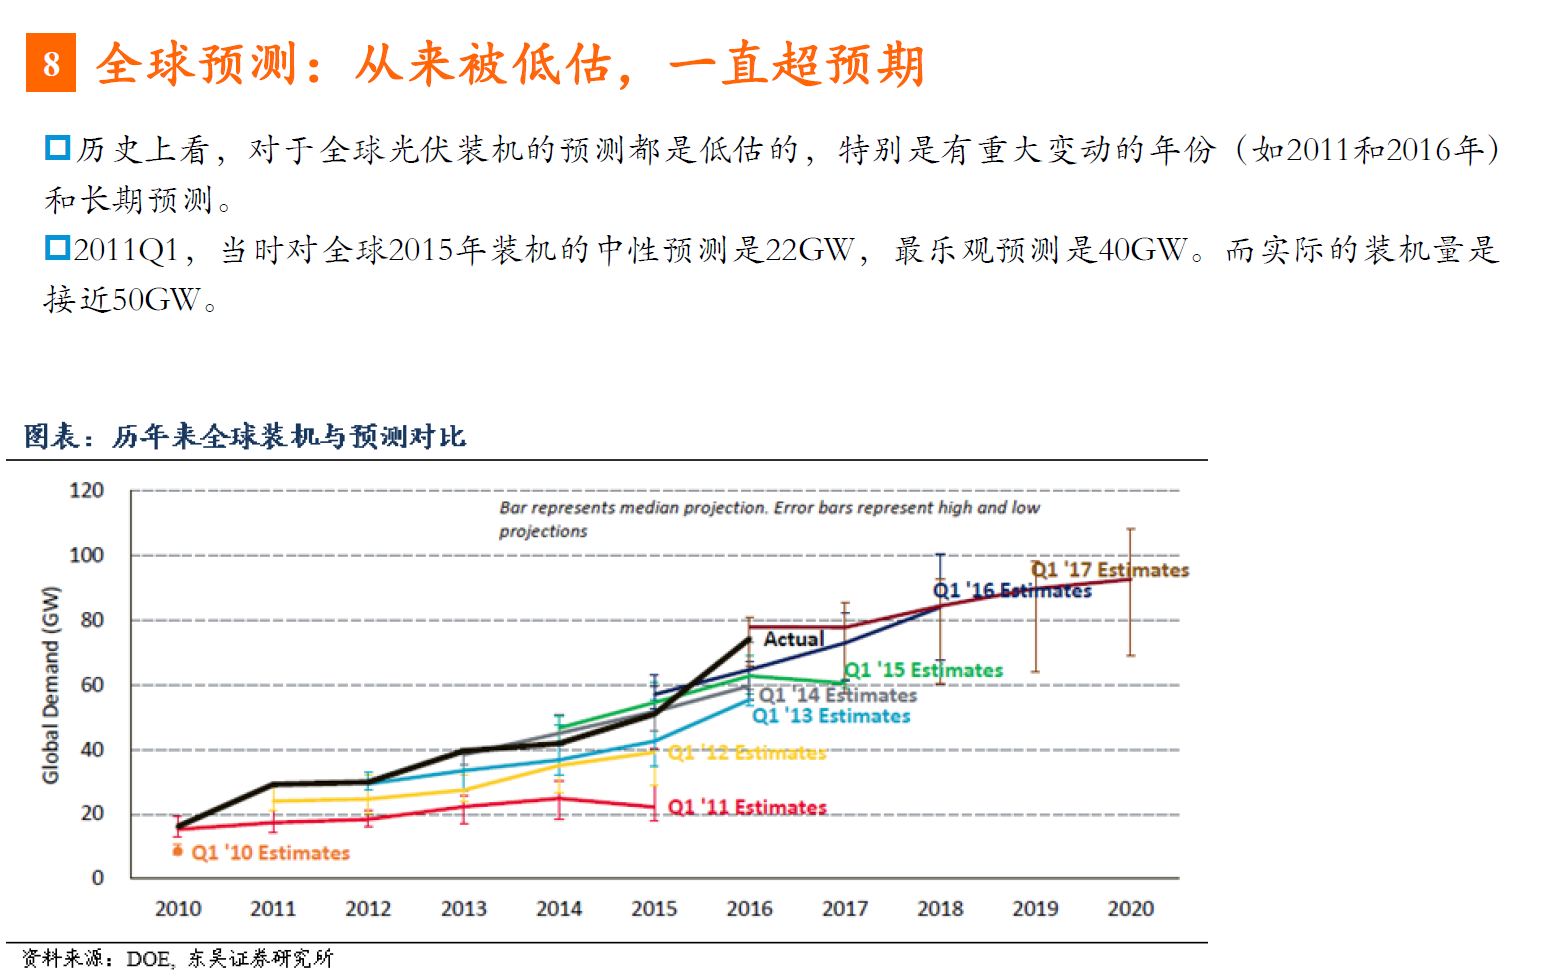 8 全球预测：从来被低估，一直超预期
历史上看，对于全球光伏装机的预测都是低估的，特别是有重大变动的年份（如2011和2016年）
和长期预测。
2011Q1，当时对全球2015年装机的中性预测是22GW，最乐观预测是40GW。而实际的装机量是
接近50GW。
图表：历年来全球装机与预测对比
Bar represents median projection. Error bars represent high and low
projections
Global Demand (GW)
120
100
80
60
40
20
0
Q1 '17 Estimates
Q1 '16 Estimates
Actual
Q1 '15 Estimates
Q1 '14 Estimates
Q1 '13 Estimates
Q1 '12 Estimates
Q1 '11 Estimates
Q1 '10 Estimates
2010 2011 2012 2013 2014 2015 2016 2017 2018 2019 2020
资料来源：DOE, 东吴证券研究所